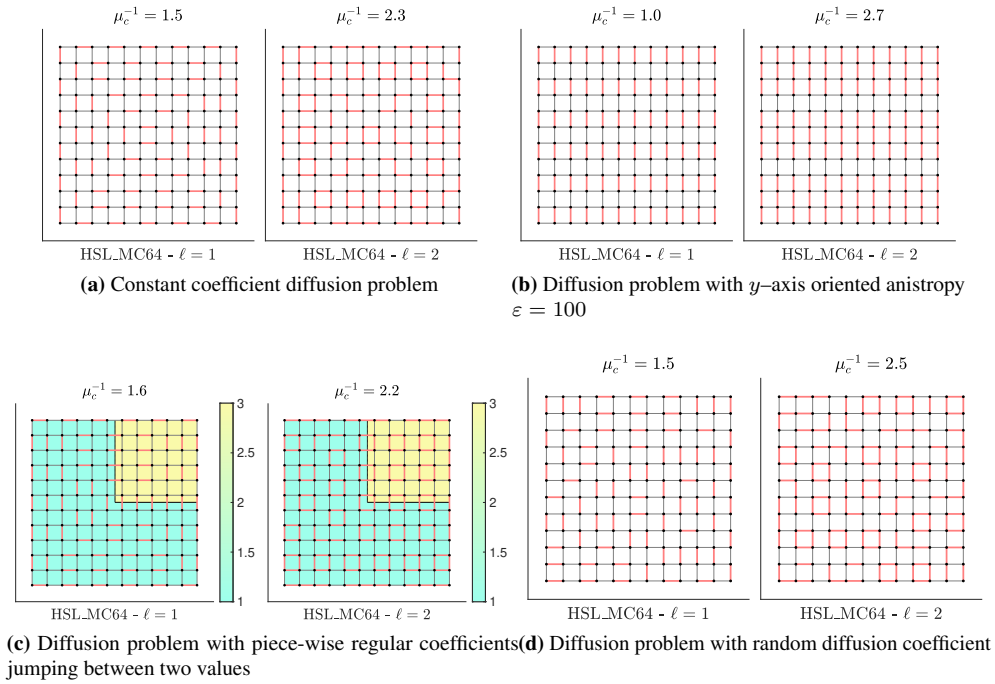 μ_c^{-1} = 1.5
μ_c^{-1} = 2.3
HSL_MC64 - ℓ = 1
HSL_MC64 - ℓ = 2
(a) Constant coefficient diffusion problem
μ_c^{-1} = 1.0
μ_c^{-1} = 2.7
HSL_MC64 - ℓ = 1
HSL_MC64 - ℓ = 2
(b) Diffusion problem with y–axis oriented anistropy
ε = 100
μ_c^{-1} = 1.6
3
2.5
2
1.5
1
HSL_MC64 - ℓ = 1
μ_c^{-1} = 2.2
3
2.5
2
1.5
1
HSL_MC64 - ℓ = 2
(c) Diffusion problem with piece-wise regular coefficients
jumping between two values
μ_c^{-1} = 1.5
μ_c^{-1} = 2.5
HSL_MC64 - ℓ = 1
HSL_MC64 - ℓ = 2
(d) Diffusion problem with random diffusion coefficient